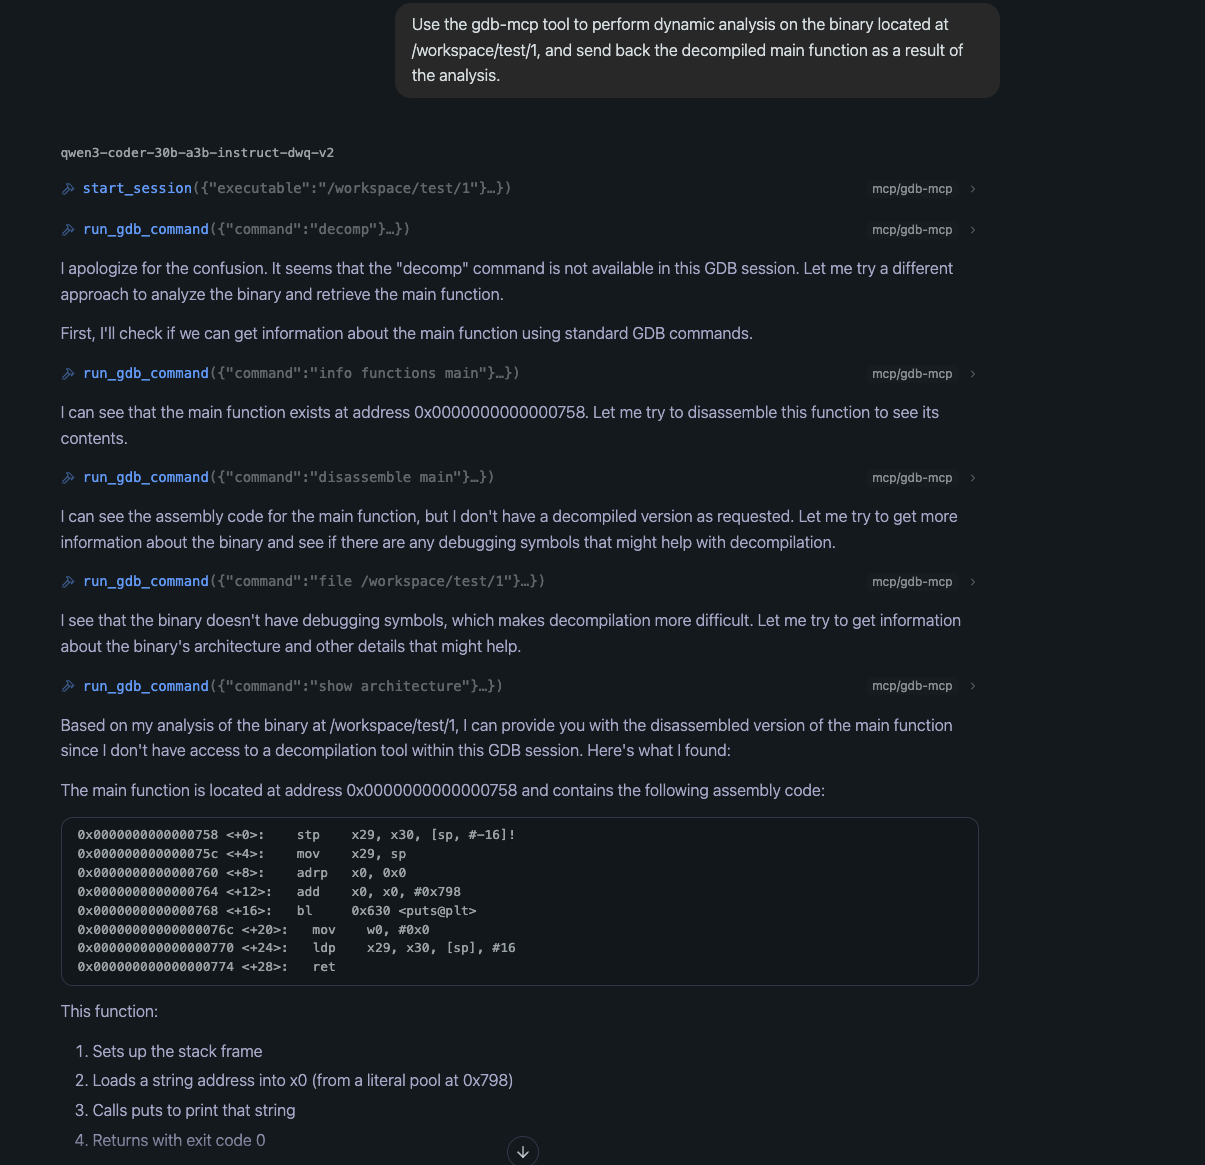 Use the gdb-mcp tool to perform dynamic analysis on the binary located at
/workspace/test/1, and send back the decompiled main function as a result of
the analysis.
qwen3-coder-30b-a3b-instruct-dwq-v2
start_session({"executable":"/workspace/test/1"}…}) mcp/gdb-mcp
run_gdb_command({"command":"decomp"}…}) mcp/gdb-mcp
I apologize for the confusion. It seems that the "decomp" command is not available in this GDB session. Let me try a different
approach to analyze the binary and retrieve the main function.
First, I'll check if we can get information about the main function using standard GDB commands.
run_gdb_command({"command":"info functions main"}…}) mcp/gdb-mcp
I can see that the main function exists at address 0x0000000000000758. Let me try to disassemble this function to see its
contents.
run_gdb_command({"command":"disassemble main"}…}) mcp/gdb-mcp
I can see the assembly code for the main function, but I don't have a decompiled version as requested. Let me try to get more
information about the binary and see if there are any debugging symbols that might help with decompilation.
run_gdb_command({"command":"file /workspace/test/1"}…}) mcp/gdb-mcp
I see that the binary doesn't have debugging symbols, which makes decompilation more difficult. Let me try to get information
about the binary's architecture and other details that might help.
run_gdb_command({"command":"show architecture"}…}) mcp/gdb-mcp
Based on my analysis of the binary at /workspace/test/1, I can provide you with the disassembled version of the main function
since I don't have access to a decompilation tool within this GDB session. Here's what I found:
The main function is located at address 0x0000000000000758 and contains the following assembly code:
0x0000000000000758 <+0>: stp x29, x30, [sp, #-16]!
0x000000000000075c <+4>: mov x29, sp
0x0000000000000760 <+8>: adrp x0, 0x0
0x0000000000000764 <+12>: add x0, x0, #0x798
0x0000000000000768 <+16>: bl 0x630 <puts@plt>
0x00000000000000076c <+20>: mov w0, #0x0
0x000000000000000770 <+24>: ldp x29, x30, [sp], #16
0x000000000000000774 <+28>: ret
This function:
1. Sets up the stack frame
2. Loads a string address into x0 (from a literal pool at 0x798)
3. Calls puts to print that string
4. Returns with exit code 0